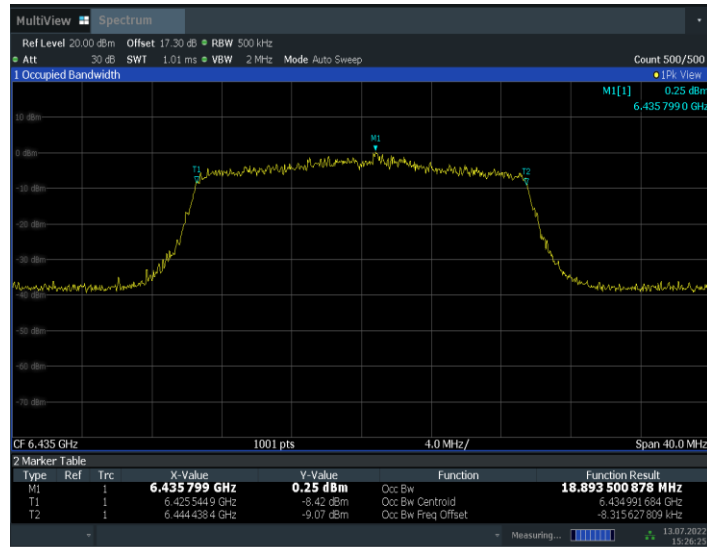 MultiView Spectrum
Ref Level 20.00 dBm Offset 17.30 dB RBW 500 kHz
Att 30 dB SWT 1.01 ms VBW 2 MHz Mode Auto Sweep Count 500/500
1 Occupied Bandwidth 1Pk View
M1[1] 0.25 dBm
6.435 799 0 GHz
10 dBm
M1
0 dBm
T1 T2
-10 dBm
-20 dBm
-30 dBm
-40 dBm
-50 dBm
-60 dBm
-70 dBm
CF 6.435 GHz 1001 pts 4.0 MHz/ Span 40.0 MHz
2 Marker Table
Type Ref Trc X-Value Y-Value Function Function Result
M1 1 6.435 799 GHz 0.25 dBm Occ Bw 18.893 500 878 MHz
T1 1 6.425 544 9 GHz -8.42 dBm Occ Bw Centroid 6.434 991 684 GHz
T2 1 6.444 438 4 GHz -9.07 dBm Occ Bw Freq Offset -8.315 627 809 kHz
Measuring... 13.07.2022
15:26:25